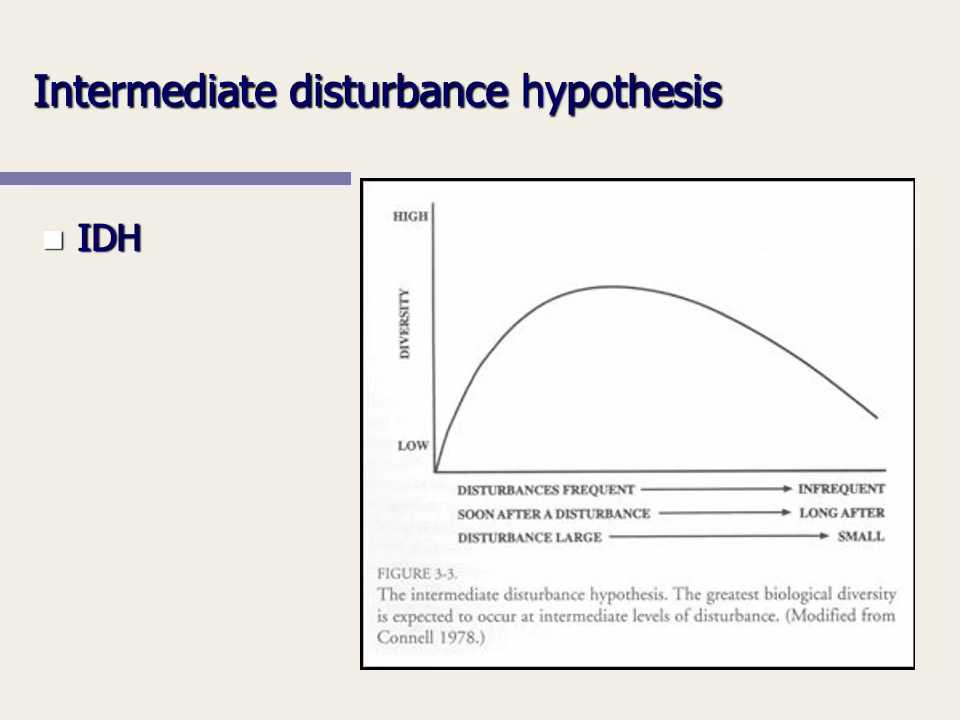 Intermediate disturbance hypothesis
IDH
HIGH
DIVERSITY
LOW
DISTURBANCES FREQUENT INFREQUENT
SOON AFTER A DISTURBANCE LONG AFTER
DISTURBANCE LARGE SMALL
FIGURE 3-3.
The intermediate disturbance hypothesis. The greatest biological diversity
is expected to occur at intermediate levels of disturbance. (Modified from
Connell 1978.)